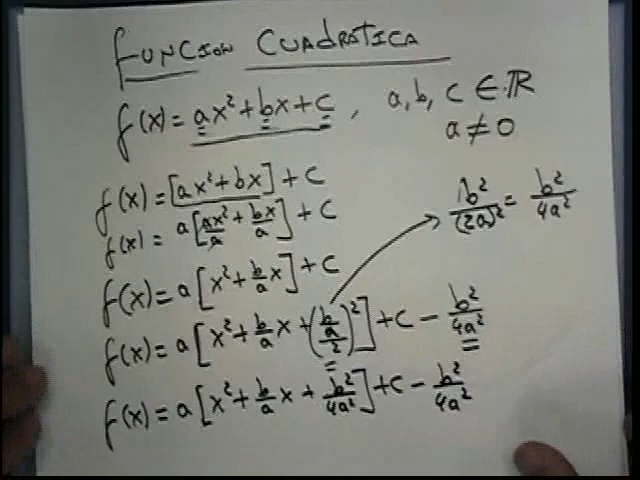 FUNCION CUADRATICA
f(x) = ax² + bx + c , a, b, c ∈ ℝ
a ≠ 0
f(x) = [ax² + bx] + c
f(x) = a[ax²/a + bx/a] + c
f(x) = a[x² + b/a x] + c
f(x) = a[x² + b/a x + ((b/a)/2)²] + c - b²/4a²
f(x) = a[x² + b/a x + b²/4a²] + c - b²/4a²
1b²/(2a)² = b²/4a²